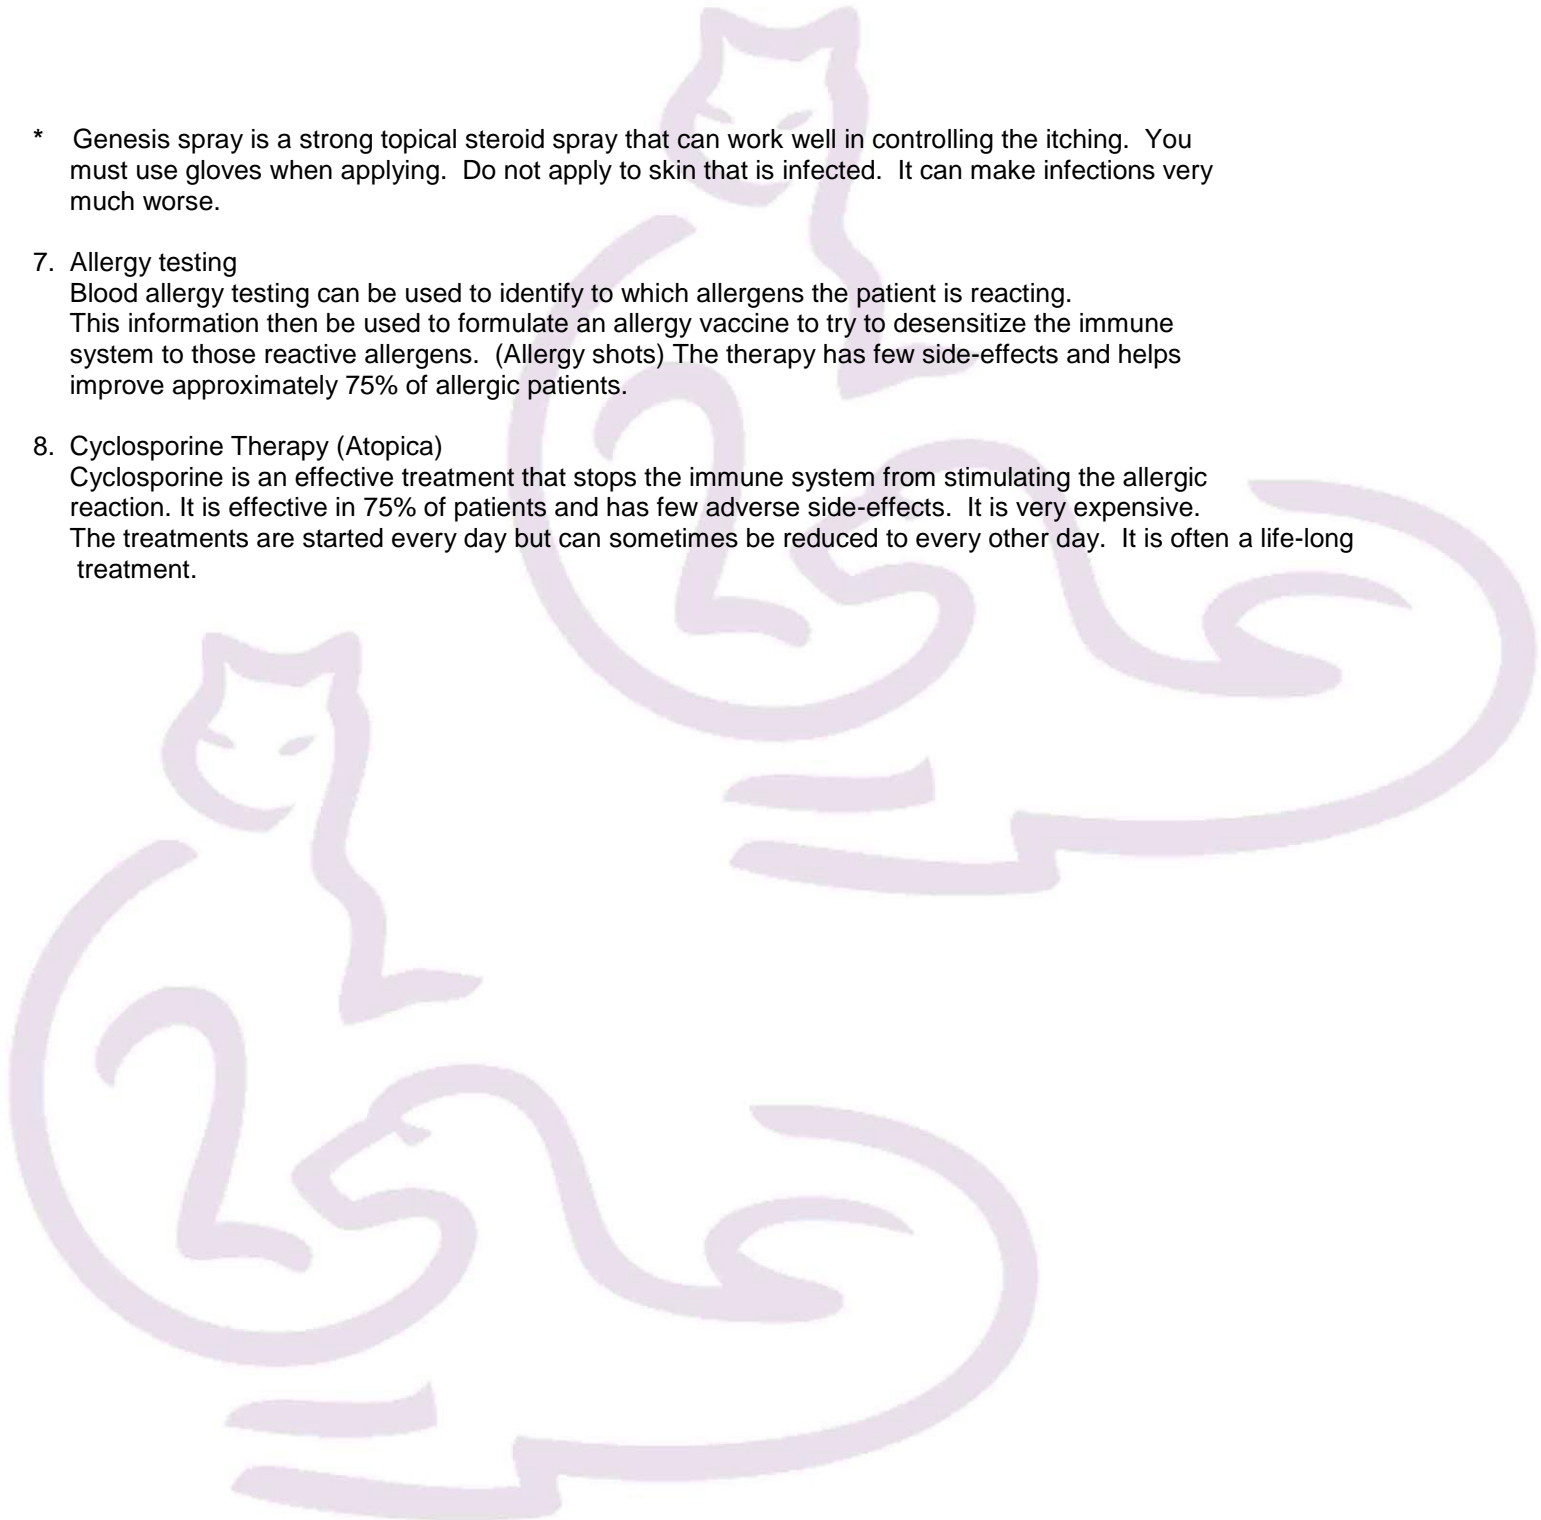 * Genesis spray is a strong topical steroid spray that can work well in controlling the itching. You
must use gloves when applying. Do not apply to skin that is infected. It can make infections very
much worse.
7. Allergy testing
Blood allergy testing can be used to identify to which allergens the patient is reacting.
This information then be used to formulate an allergy vaccine to try to desensitize the immune
system to those reactive allergens. (Allergy shots) The therapy has few side-effects and helps
improve approximately 75% of allergic patients.
8. Cyclosporine Therapy (Atopica)
Cyclosporine is an effective treatment that stops the immune system from stimulating the allergic
reaction. It is effective in 75% of patients and has few adverse side-effects. It is very expensive.
The treatments are started every day but can sometimes be reduced to every other day. It is often a life-long
treatment.